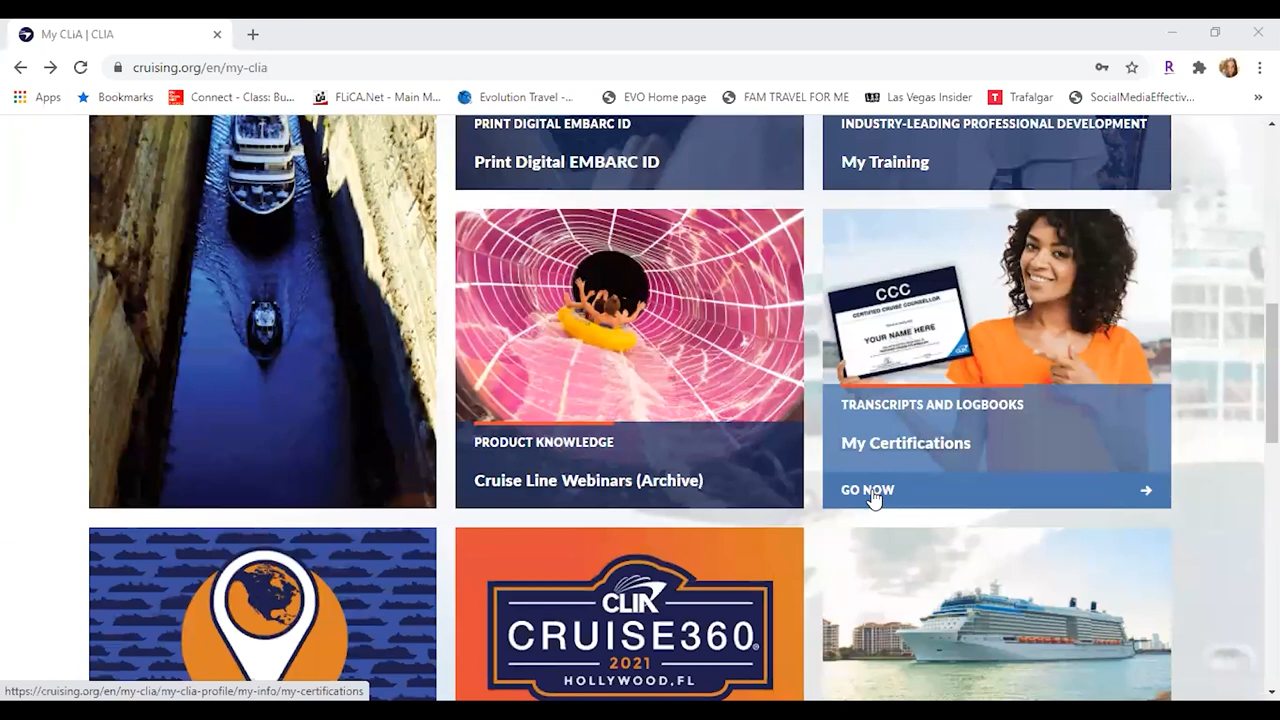 My CLiA | CLIA
cruising.org/en/my-clia
R
Apps
Bookmarks
Connect - Class: Bu...
FLiCA.Net - Main M...
Evolution Travel -...
EVO Home page
FAM TRAVEL FOR ME
Las Vegas Insider
T
Trafalgar
SocialMediaEffectiv...
»
PRINT DIGITAL EMBARC ID
Print Digital EMBARC ID
INDUSTRY-LEADING PROFESSIONAL DEVELOPMENT
My Training
PRODUCT KNOWLEDGE
Cruise Line Webinars (Archive)
CCC
CERTIFIED CRUISE COUNSELLOR
YOUR NAME HERE
TRANSCRIPTS AND LOGBOOKS
My Certifications
GO NOW
CLIA
CRUISE360
2021
HOLLYWOOD, FL
https://cruising.org/en/my-clia/my-clia-profile/my-info/my-certifications